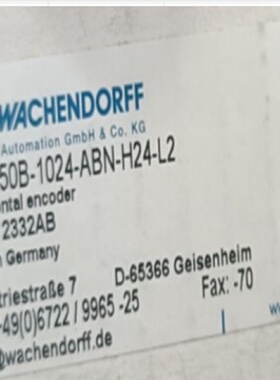 WACHENDORFF
Automation GmbH & Co. KG
50B-1024-ABN-H24-L2
ntal encoder
2332AB
n Germany
triestraße 7
D-65366 Geisenheim
-49(0)6722 / 9965 -25
Fax: -70
@wachendorff.de